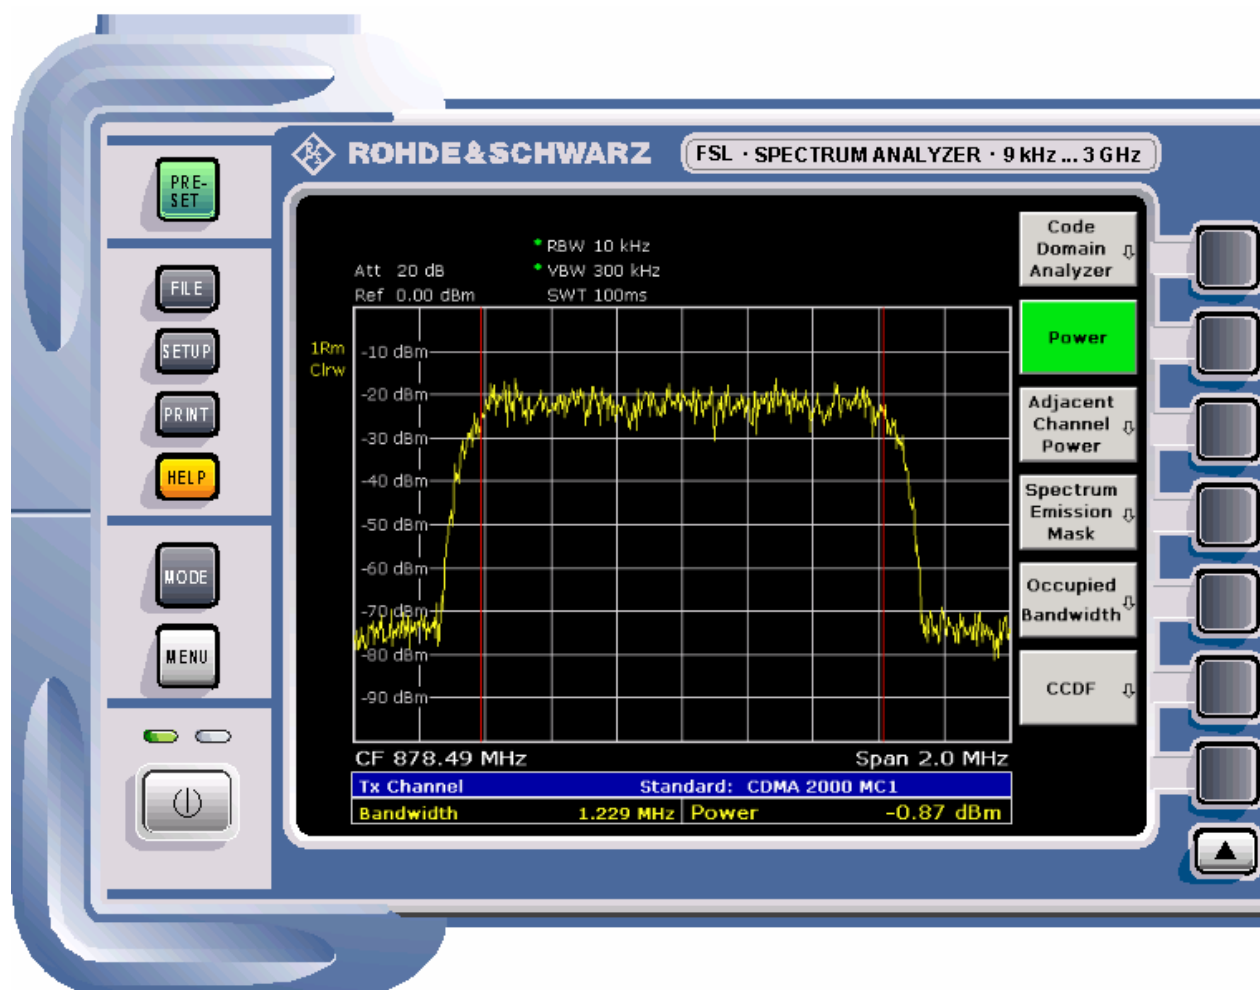 ROHDE&SCHWARZ
FSL · SPECTRUM ANALYZER · 9 kHz ... 3 GHz
PRE-
SET
FILE
SETUP
PRINT
HELP
MODE
MENU
* RBW 10 kHz
Att 20 dB
* VBW 300 kHz
Ref 0.00 dBm
SWT 100ms
1Rm
Clrw
-10 dBm
-20 dBm
-30 dBm
-40 dBm
-50 dBm
-60 dBm
-70 dBm
-80 dBm
-90 dBm
CF 878.49 MHz
Span 2.0 MHz
Tx Channel
Standard: CDMA 2000 MC1
Bandwidth
1.229 MHz
Power
-0.87 dBm
Code
Domain
Analyzer
Power
Adjacent
Channel
Power
Spectrum
Emission
Mask
Occupied
Bandwidth
CCDF